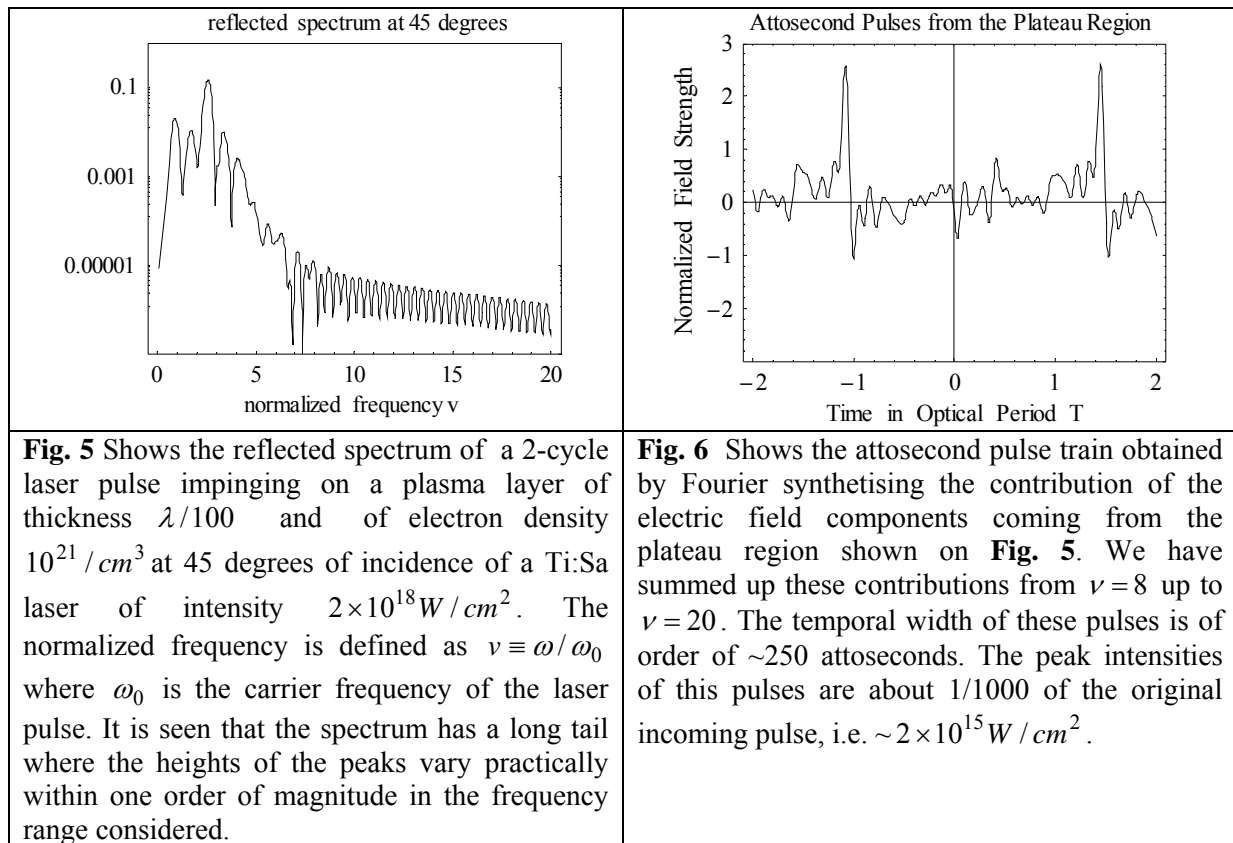 reflected spectrum at 45 degrees
0.1
0.001
0.00001
0 5 10 15 20
normalized frequency v
Attosecond Pulses from the Plateau Region
Normalized Field Strength
3
2
1
0
−1
−2
−2 −1 0 1 2
Time in Optical Period T
Fig. 5 Shows the reflected spectrum of a 2-cycle
laser pulse impinging on a plasma layer of
thickness λ/100 and of electron density
10^21 / cm^3 at 45 degrees of incidence of a Ti:Sa
laser of intensity 2×10^18 W / cm^2. The
normalized frequency is defined as ν ≡ ω/ω_0
where ω_0 is the carrier frequency of the laser
pulse. It is seen that the spectrum has a long tail
where the heights of the peaks vary practically
within one order of magnitude in the frequency
range considered.
Fig. 6 Shows the attosecond pulse train obtained
by Fourier synthetising the contribution of the
electric field components coming from the
plateau region shown on Fig. 5. We have
summed up these contributions from ν = 8 up to
ν = 20. The temporal width of these pulses is of
order of ~250 attoseconds. The peak intensities
of this pulses are about 1/1000 of the original
incoming pulse, i.e. ~ 2×10^15 W / cm^2.